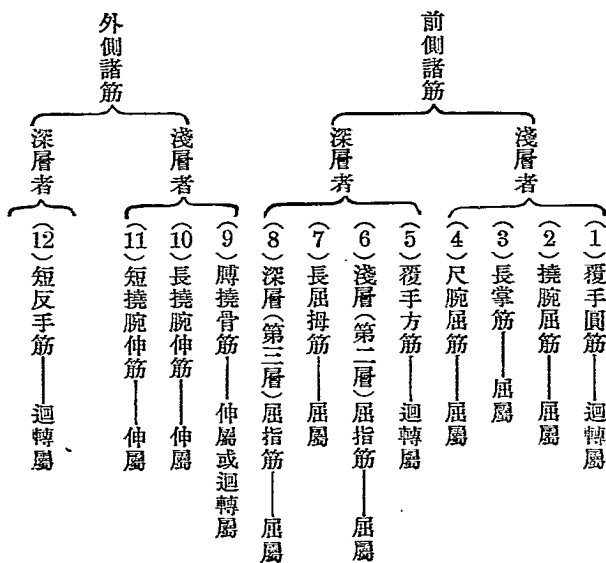 前側諸筋
淺層者
(1)覆手圓筋——迴轉屬
(2)撓腕屈筋——屈屬
(3)長掌筋——屈屬
(4)尺腕屈筋——屈屬
深層者
(5)覆手方筋——迴轉屬
(6)淺層(第二層)屈指筋——屈屬
(7)長屈拇筋——屈屬
(8)深層(第三層)屈指筋——屈屬
外側諸筋
淺層者
(9)膊撓骨筋——伸屬或迴轉屬
(10)長撓腕伸筋——伸屬
(11)短撓腕伸筋——伸屬
深層者
(12)短反手筋——迴轉屬